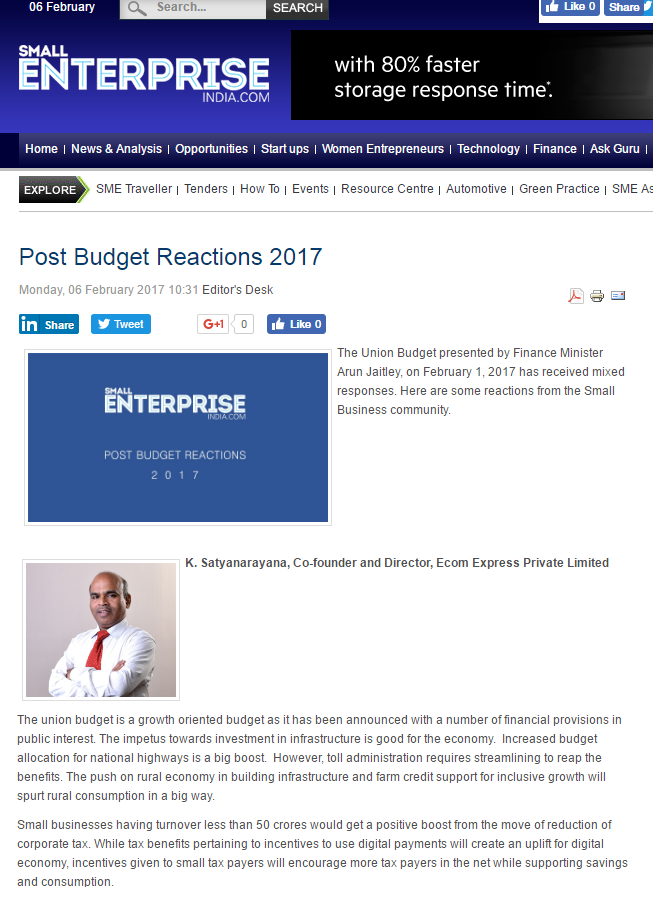 06 February
Search...
SEARCH
Like 0
Share
SMALL
ENTERPRISE
INDIA.COM
with 80% faster
storage response time*.
Home | News & Analysis | Opportunities | Start ups | Women Entrepreneurs | Technology | Finance | Ask Guru |
EXPLORE SME Traveller | Tenders | How To | Events | Resource Centre | Automotive | Green Practice | SME As
Post Budget Reactions 2017
Monday, 06 February 2017 10:31 Editor's Desk
in Share
Tweet
G+1
0
Like 0
SMALL
ENTERPRISE
INDIA.COM
POST BUDGET REACTIONS
2 0 1 7
The Union Budget presented by Finance Minister
Arun Jaitley, on February 1, 2017 has received mixed
responses. Here are some reactions from the Small
Business community.
K. Satyanarayana, Co-founder and Director, Ecom Express Private Limited
The union budget is a growth oriented budget as it has been announced with a number of financial provisions in
public interest. The impetus towards investment in infrastructure is good for the economy.  Increased budget
allocation for national highways is a big boost.  However, toll administration requires streamlining to reap the
benefits. The push on rural economy in building infrastructure and farm credit support for inclusive growth will
spurt rural consumption in a big way.
Small businesses having turnover less than 50 crores would get a positive boost from the move of reduction of
corporate tax. While tax benefits pertaining to incentives to use digital payments will create an uplift for digital
economy, incentives given to small tax payers will encourage more tax payers in the net while supporting savings
and consumption.